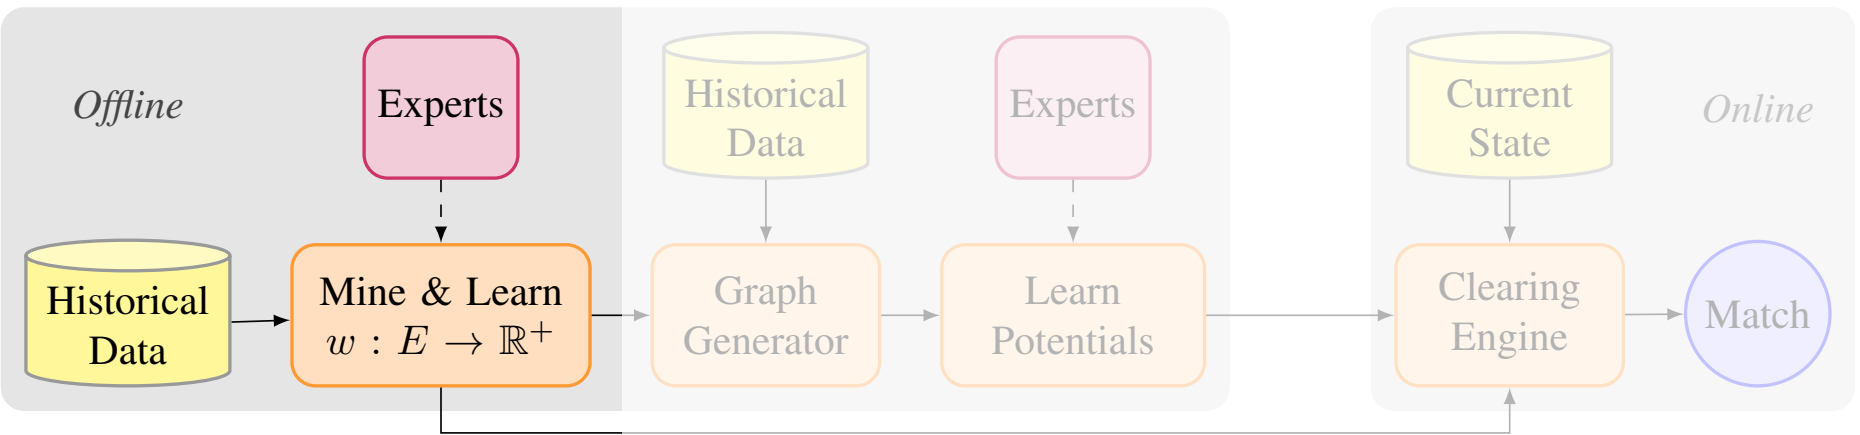 Offline
Experts
Historical
Data
Mine & Learn
w : E → ℝ⁺
Historical
Data
Experts
Graph
Generator
Learn
Potentials
Current
State
Online
Clearing
Engine
Match